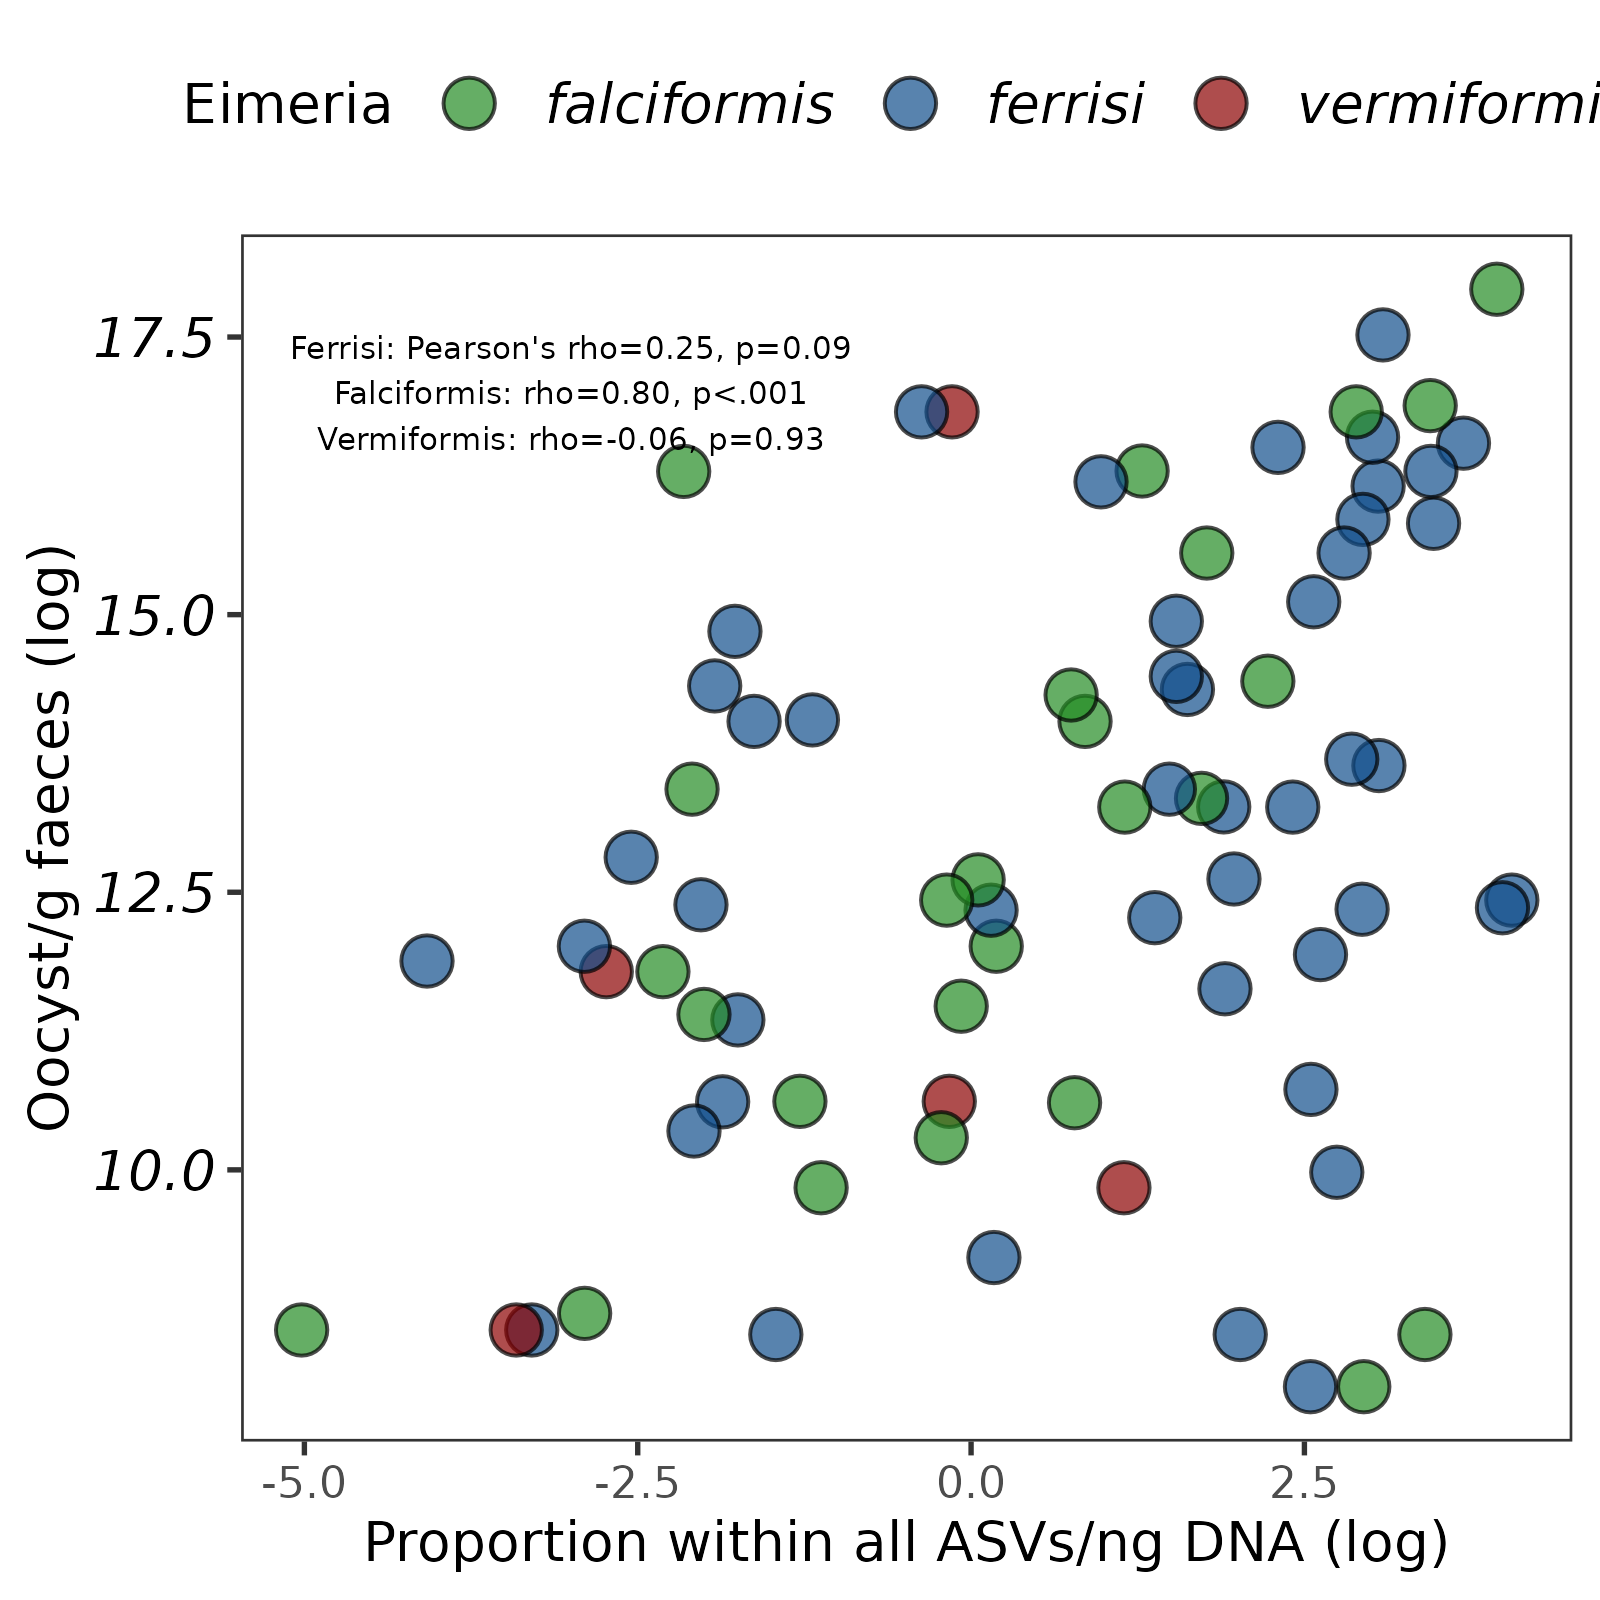 Eimeria falciformis ferrisi vermiformi
17.5
Ferrisi: Pearson's rho=0.25, p=0.09
Falciformis: rho=0.80, p<.001
Vermiformis: rho=-0.06, p=0.93
15.0
12.5
10.0
Oocyst/g faeces (log)
-5.0 -2.5 0.0 2.5
Proportion within all ASVs/ng DNA (log)